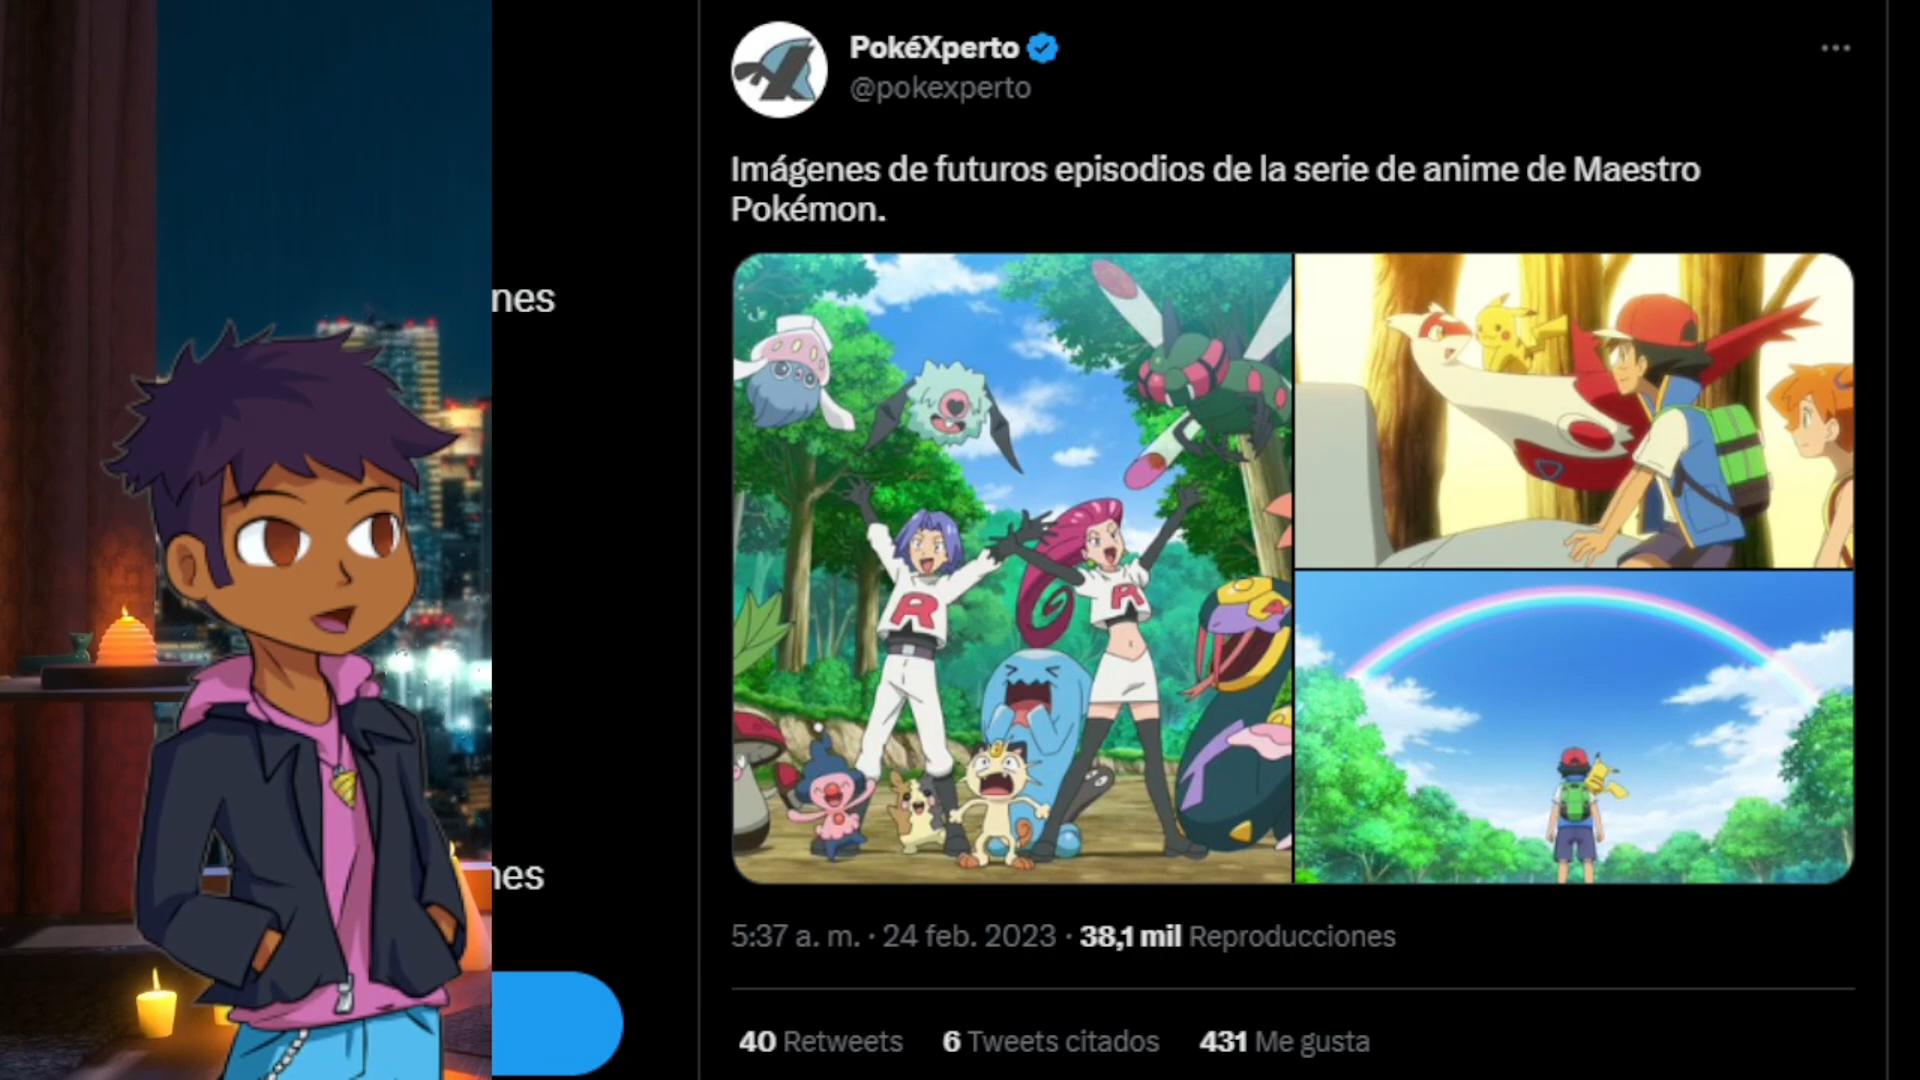 PokéXperto
@pokexperto
Imágenes de futuros episodios de la serie de anime de Maestro
Pokémon.
nes
R
R
nes
5:37 a. m. · 24 feb. 2023 · 38,1 mil Reproducciones
40 Retweets 6 Tweets citados 431 Me gusta